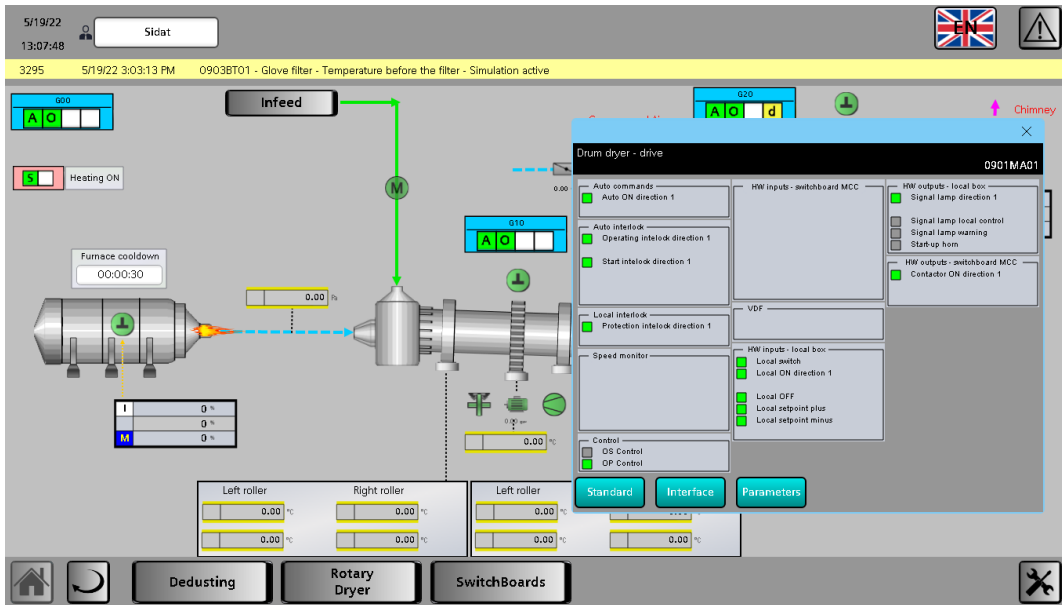 5/19/22
13:07:48
Sidat
EN
3295 5/19/22 3:03:13 PM 0903BT01 - Glove filter - Temperature before the filter - Simulation active
G00
A O
S
Heating ON
Infeed
M
G20
A O d
Chimney
0.00
G10
A O
Furnace cooldown
00:00:30
0.00 Pa
I 0 %
0 %
M 0 %
0.00
0.00 °C
Left roller Right roller Left roller
0.00 °C 0.00 °C 0.00 °C
0.00 °C 0.00 °C 0.00 °C
Drum dryer - drive
0901MA01
Auto commands
Auto ON direction 1
Auto interlock
Operating intelock direction 1
Start intelock direction 1
Local interlock
Protection intelock direction 1
Speed monitor
Control
OS Control
OP Control
HW inputs - switchboard MCC
VDF
HW inputs - local box
Local switch
Local ON direction 1
Local OFF
Local setpoint plus
Local setpoint minus
HW outputs - local box
Signal lamp direction 1
Signal lamp local control
Signal lamp warning
Start-up horn
HW outputs - switchboard MCC
Contactor ON direction 1
Standard Interface Parameters
Dedusting
Rotary
Dryer
SwitchBoards